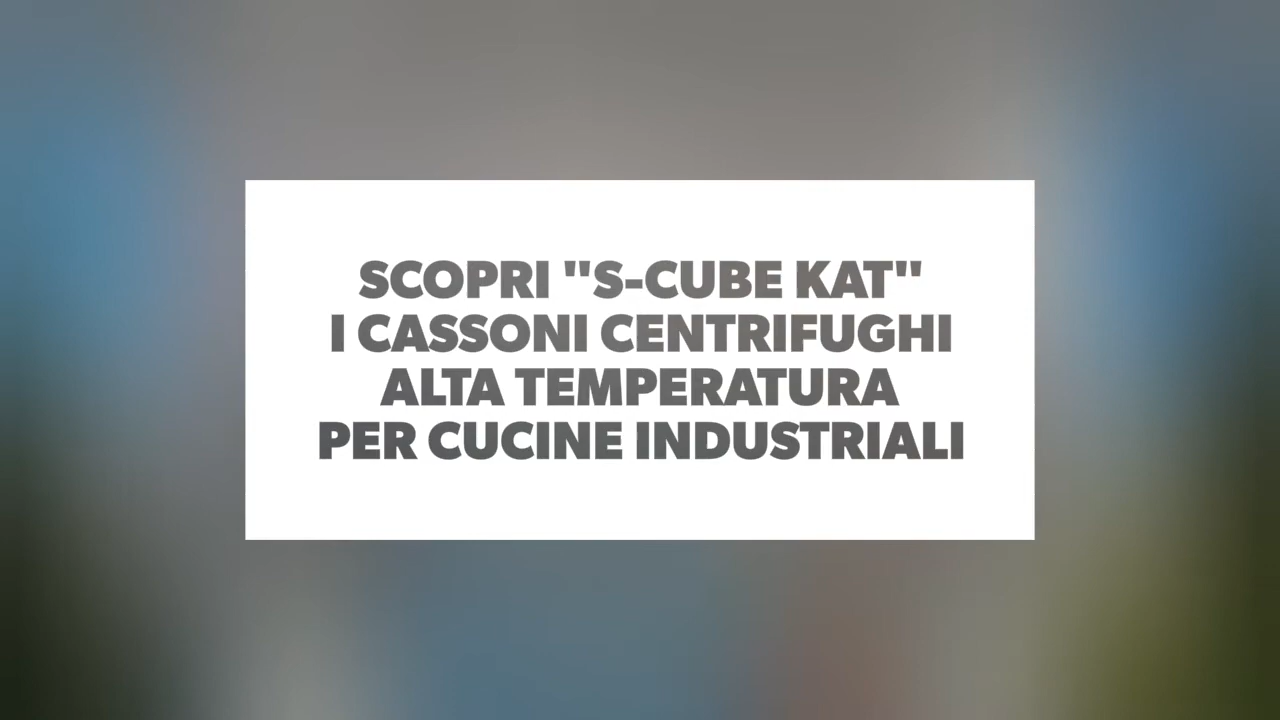 SCOPRI "S-CUBE KAT"
I CASSONI CENTRIFUGHI
ALTA TEMPERATURA
PER CUCINE INDUSTRIALI